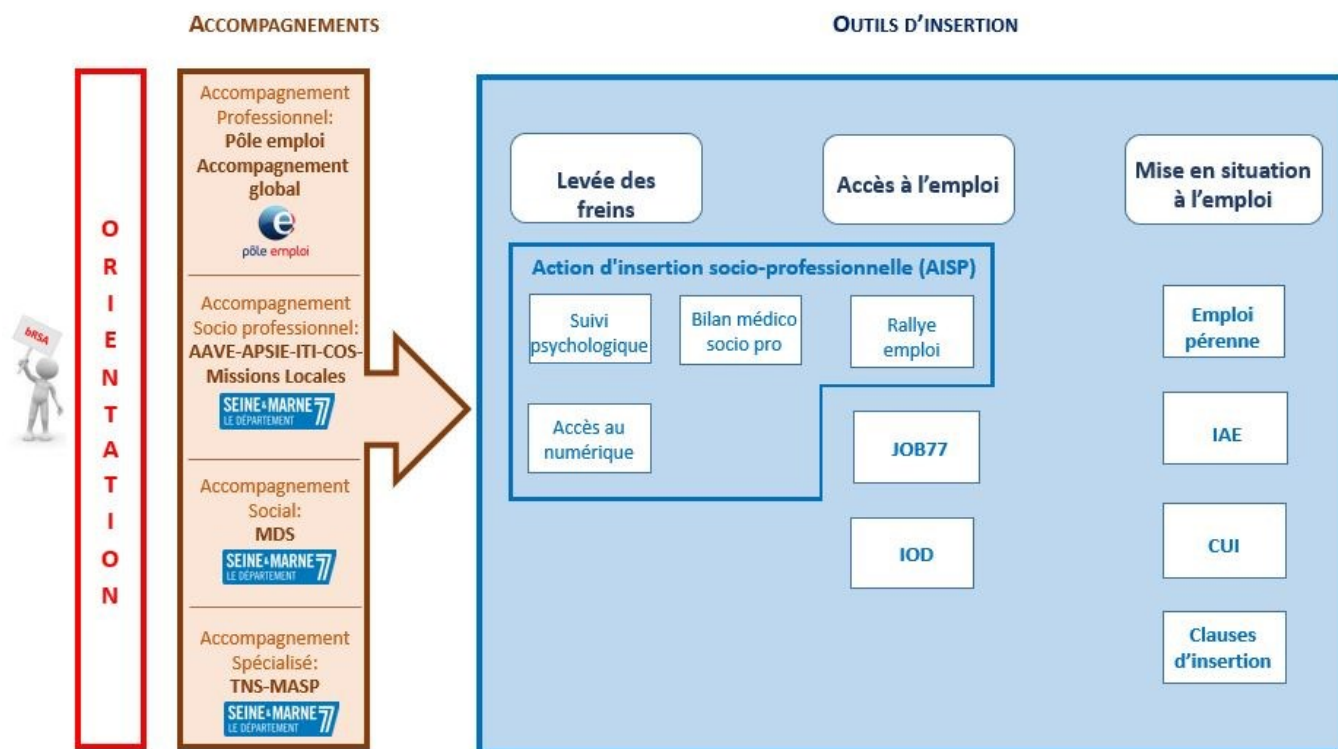 ACCOMPAGNEMENTS
OUTILS D'INSERTION
bRSA
ORIENTATION
Accompagnement
Professionnel:
Pôle emploi
Accompagnement
global
e
pôle emploi
Accompagnement
Socio professionnel:
AAVE-APSIE-ITI-COS-
Missions Locales
SEINE&MARNE 77
LE DÉPARTEMENT
Accompagnement
Social:
MDS
SEINE&MARNE 77
LE DÉPARTEMENT
Accompagnement
Spécialisé:
TNS-MASP
SEINE&MARNE 77
LE DÉPARTEMENT
Levée des
freins
Accès à l'emploi
Mise en situation
à l'emploi
Action d'insertion socio-professionnelle (AISP)
Suivi
psychologique
Bilan médico
socio pro
Rallye
emploi
Accès au
numérique
JOB77
IOD
Emploi
pérenne
IAE
CUI
Clauses
d'insertion